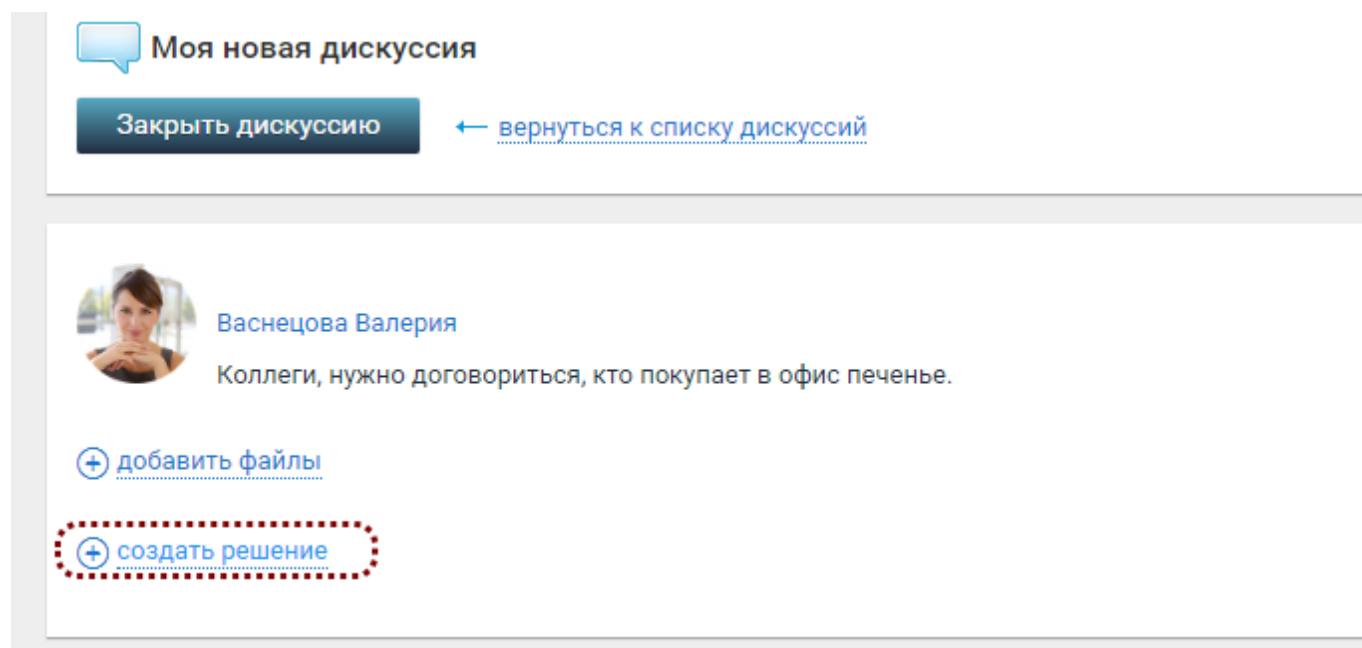 Моя новая дискуссия
Закрыть дискуссию
← вернуться к списку дискуссий
Васнецова Валерия
Коллеги, нужно договориться, кто покупает в офис печенье.
добавить файлы
создать решение